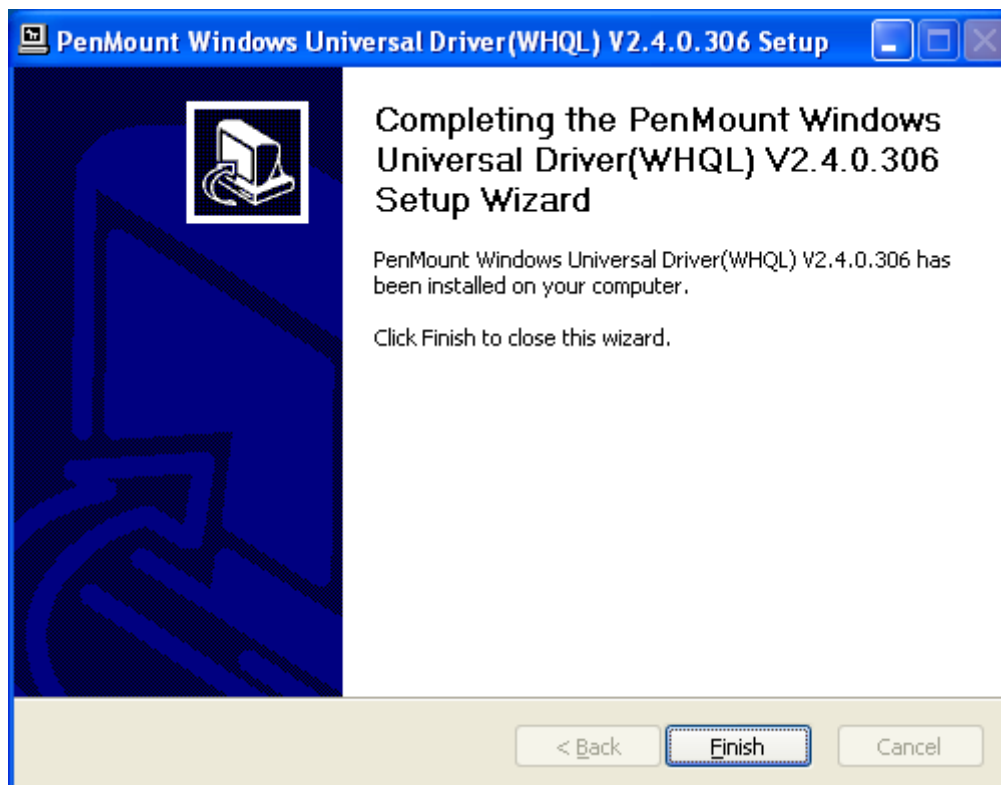 PenMount Windows Universal Driver(WHQL) V2.4.0.306 Setup
Completing the PenMount Windows
Universal Driver(WHQL) V2.4.0.306
Setup Wizard
PenMount Windows Universal Driver(WHQL) V2.4.0.306 has
been installed on your computer.
Click Finish to close this wizard.
< Back
Finish
Cancel